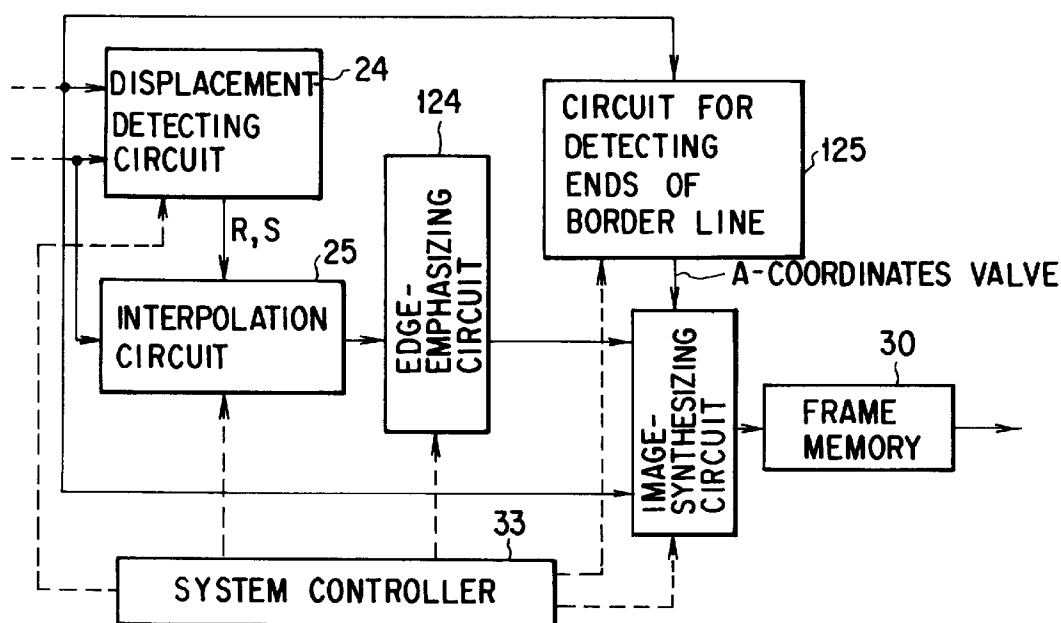 DISPLACEMENT
DETECTING
CIRCUIT
24
124
CIRCUIT FOR
DETECTING
ENDS OF
BORDER LINE
125
R,S
25
INTERPOLATION
CIRCUIT
EDGE-
EMPHASIZING
CIRCUIT
A-COORDINATES VALVE
IMAGE-
SYNTHESIZING
CIRCUIT
30
FRAME
MEMORY
33
SYSTEM CONTROLLER